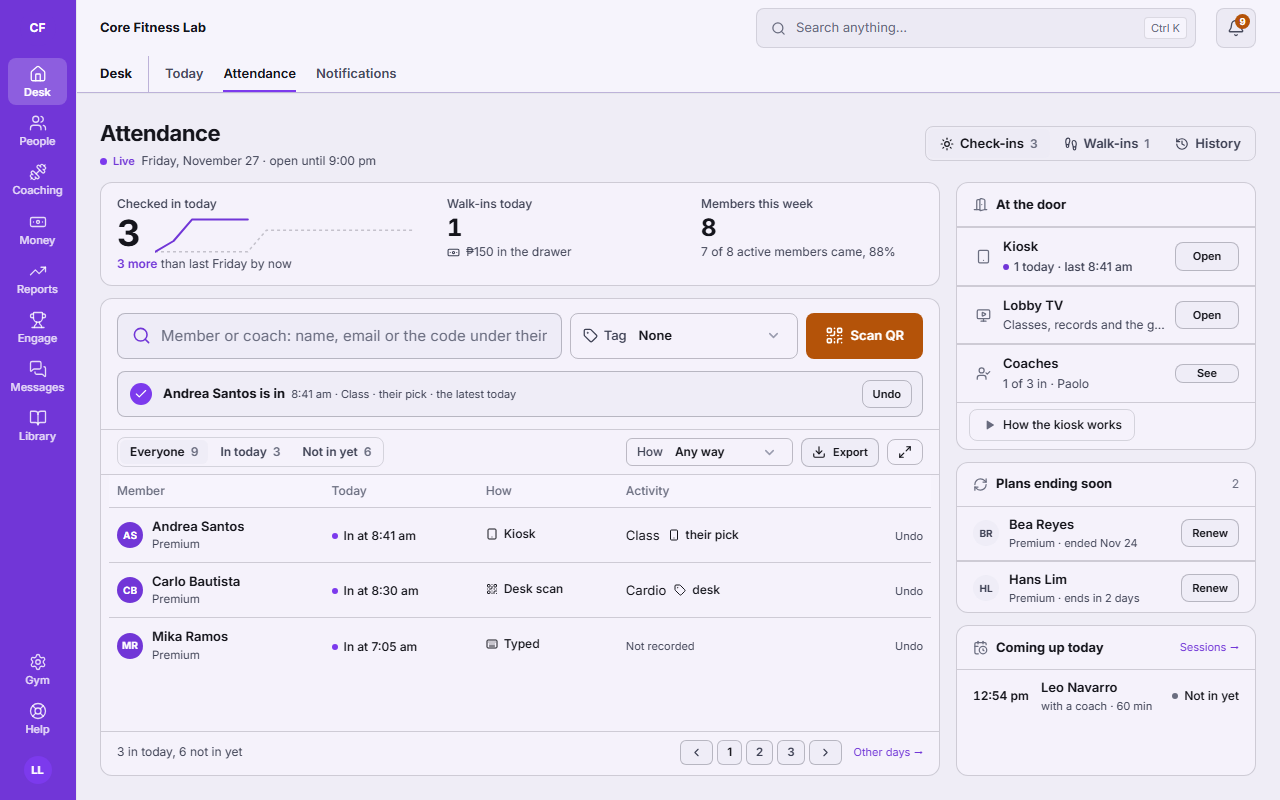 CF
Core Fitness Lab
Search anything...
Ctrl K
9
Desk
People
Coaching
Money
Reports
Engage
Messages
Library
Gym
Help
LL
Desk
Today
Attendance
Notifications
Attendance
Live Friday, November 27 · open until 9:00 pm
Check-ins 3
Walk-ins 1
History
Checked in today
3
3 more than last Friday by now
Walk-ins today
1
₱150 in the drawer
Members this week
8
7 of 8 active members came, 88%
Member or coach: name, email or the code under their
Tag None
Scan QR
Andrea Santos is in 8:41 am · Class · their pick · the latest today
Undo
Everyone 9
In today 3
Not in yet 6
How Any way
Export
Member Today How Activity
Andrea Santos
AS
Premium
In at 8:41 am
Kiosk
Class their pick
Undo
Carlo Bautista
CB
Premium
In at 8:30 am
Desk scan
Cardio desk
Undo
Mika Ramos
MR
Premium
In at 7:05 am
Typed
Not recorded
Undo
3 in today, 6 not in yet
1 2 3
Other days →
At the door
Kiosk
1 today · last 8:41 am
Open
Lobby TV
Classes, records and the g...
Open
Coaches
1 of 3 in · Paolo
See
How the kiosk works
Plans ending soon 2
BR
Bea Reyes
Premium · ended Nov 24
Renew
HL
Hans Lim
Premium · ends in 2 days
Renew
Coming up today
Sessions →
12:54 pm
Leo Navarro
with a coach · 60 min
Not in yet